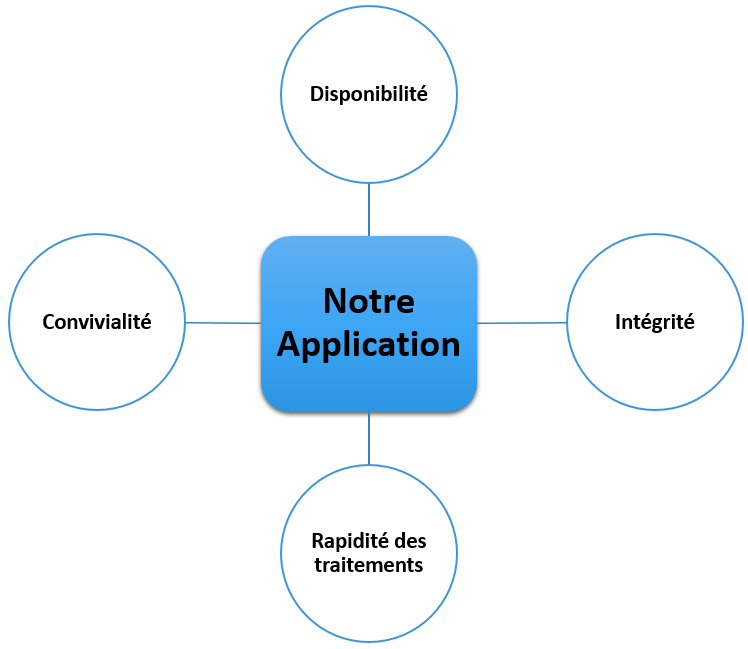 Disponibilité
Convivialité
Notre
Application
Intégrité
Rapidité des
traitements